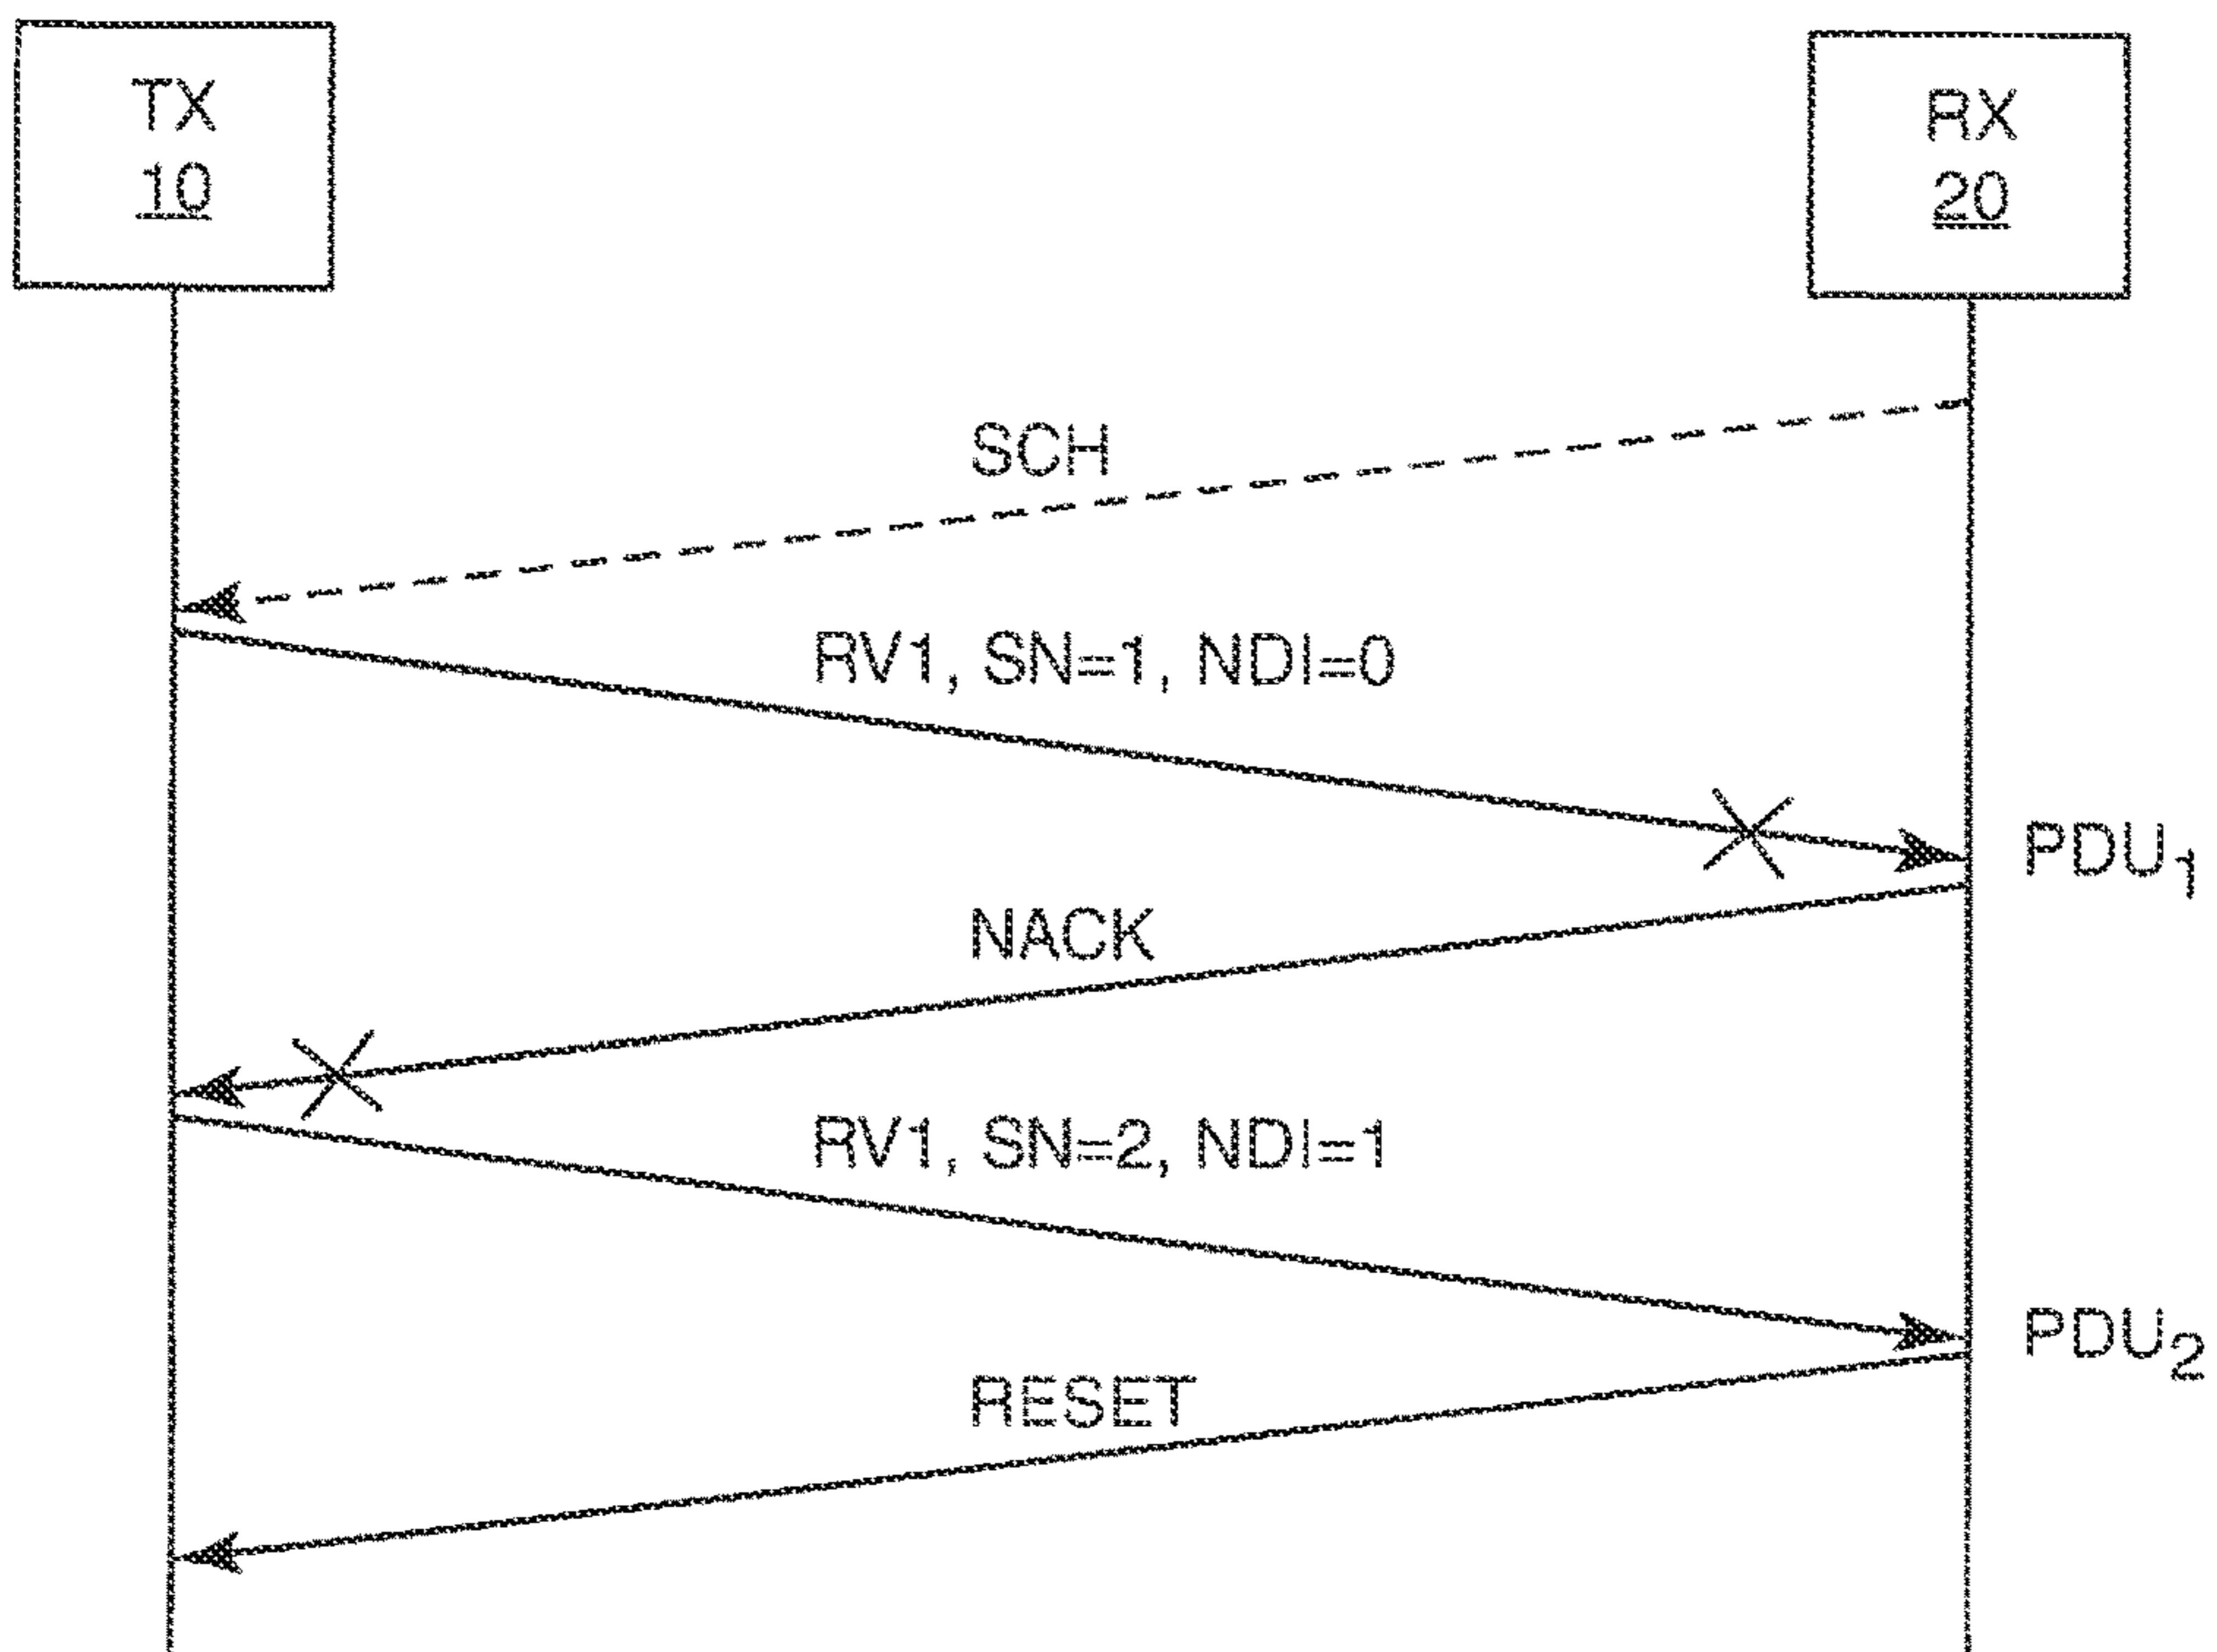 TX
10
RX
20
SCH
RV1, SN=1, NDI=0
PDU1
NACK
RV1, SN=2, NDI=1
PDU2
RESET